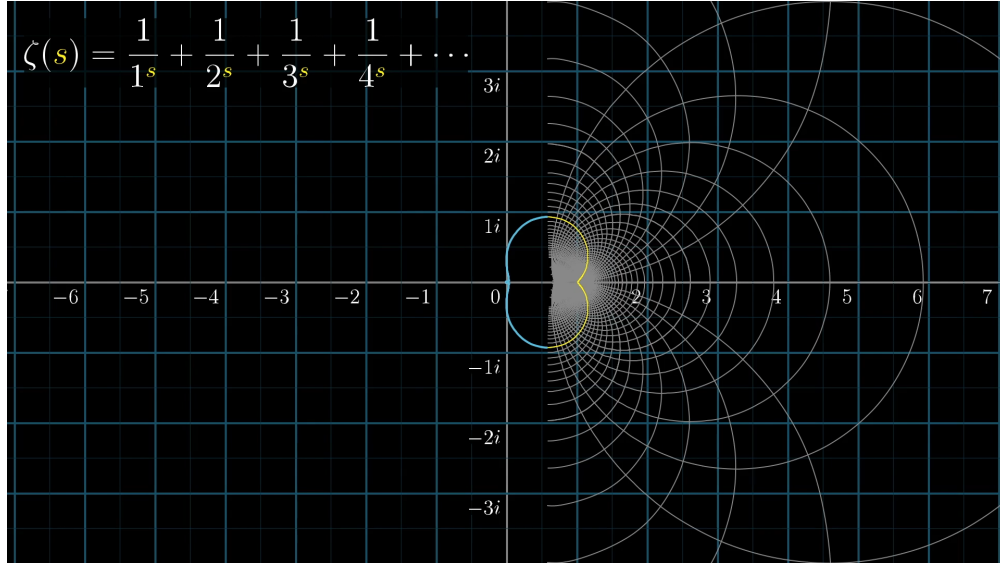 ζ(s) = 1/1^s + 1/2^s + 1/3^s + 1/4^s + ⋯
3i
2i
1i
−6 −5 −4 −3 −2 −1 0 2 3 4 5 6 7
−1i
−2i
−3i